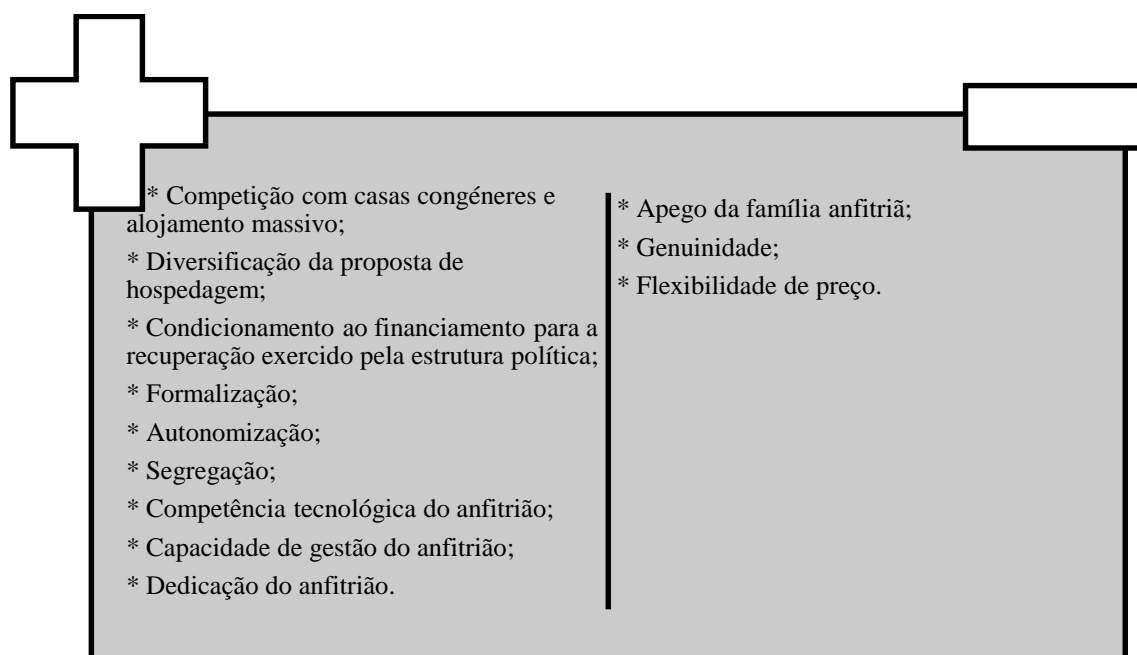 * Competição com casas congéneres e
alojamento massivo;
* Diversificação da proposta de
hospedagem;
* Condicionamento ao financiamento para a
recuperação exercido pela estrutura política;
* Formalização;
* Autonomização;
* Segregação;
* Competência tecnológica do anfitrião;
* Capacidade de gestão do anfitrião;
* Dedicação do anfitrião.
* Apego da família anfitriã;
* Genuinidade;
* Flexibilidade de preço.